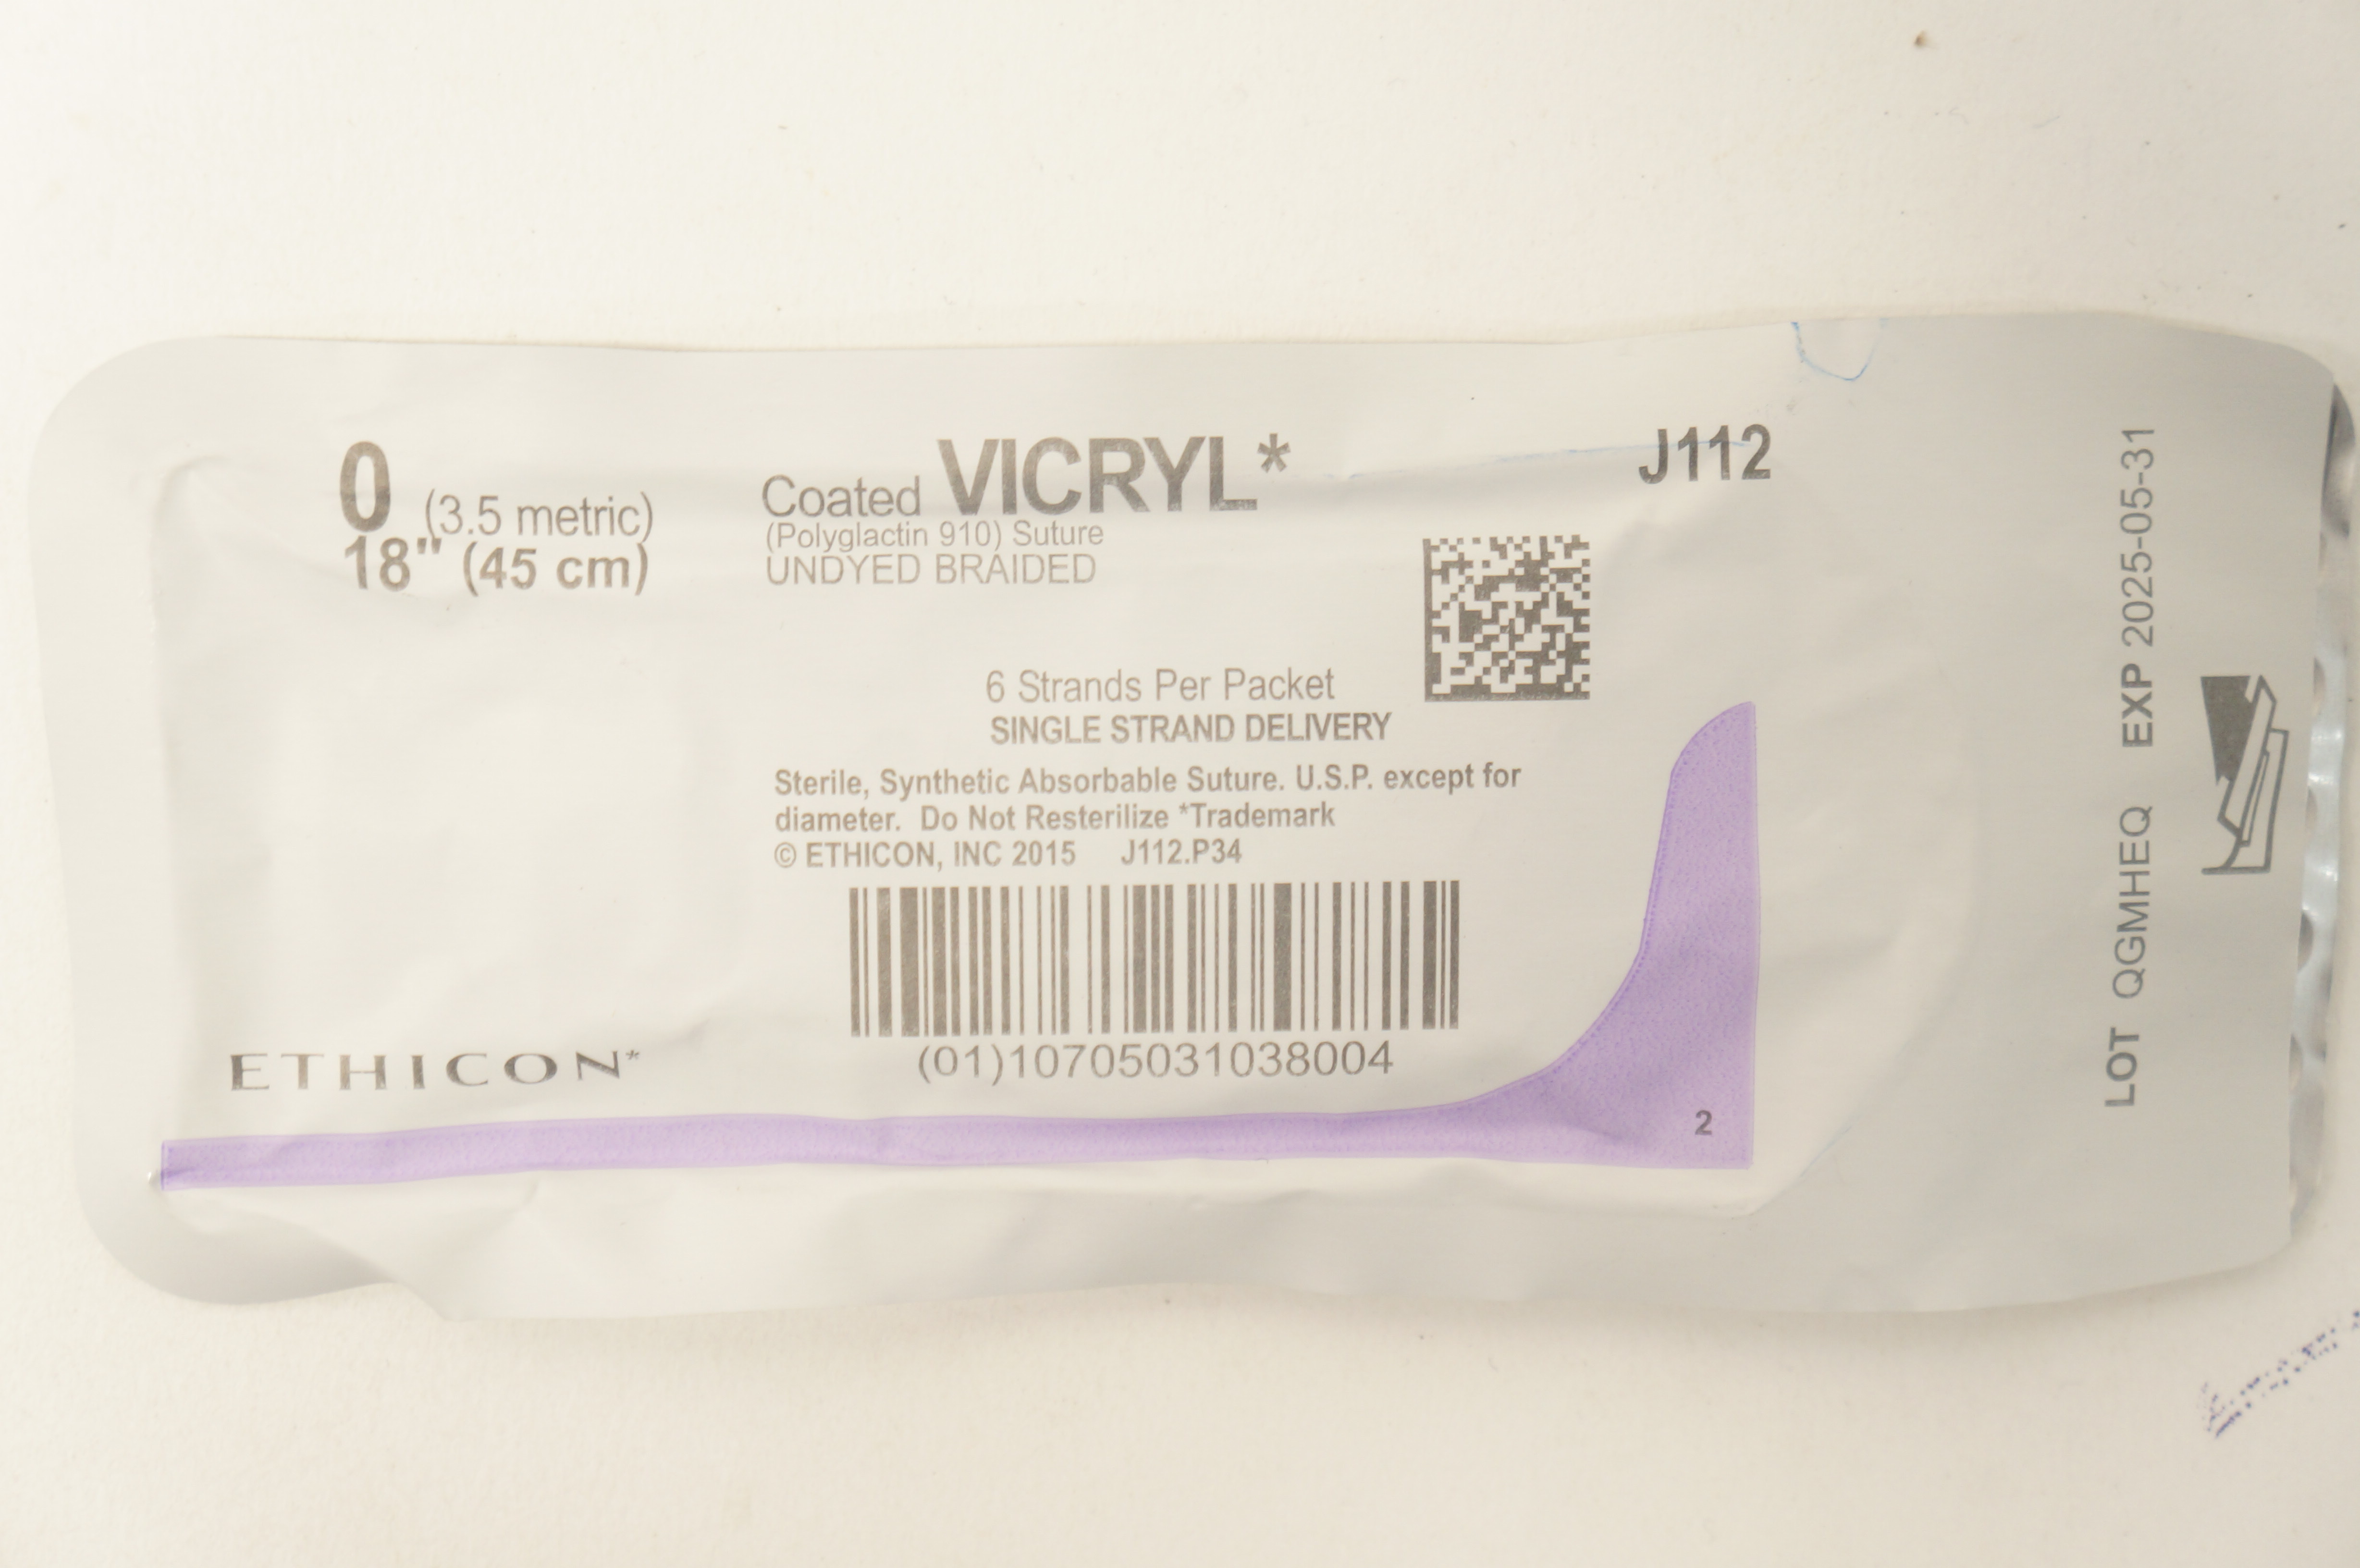 0 (3.5 metric)
18" (45 cm)
Coated VICRYL*
(Polyglactin 910) Suture
UNDYED BRAIDED
J112
6 Strands Per Packet
SINGLE STRAND DELIVERY
Sterile, Synthetic Absorbable Suture. U.S.P. except for
diameter. Do Not Resterilize *Trademark
© ETHICON, INC 2015 J112.P34
(01)10705031038004
ETHICON*
2
LOT QGMHEQ EXP 2025-05-31